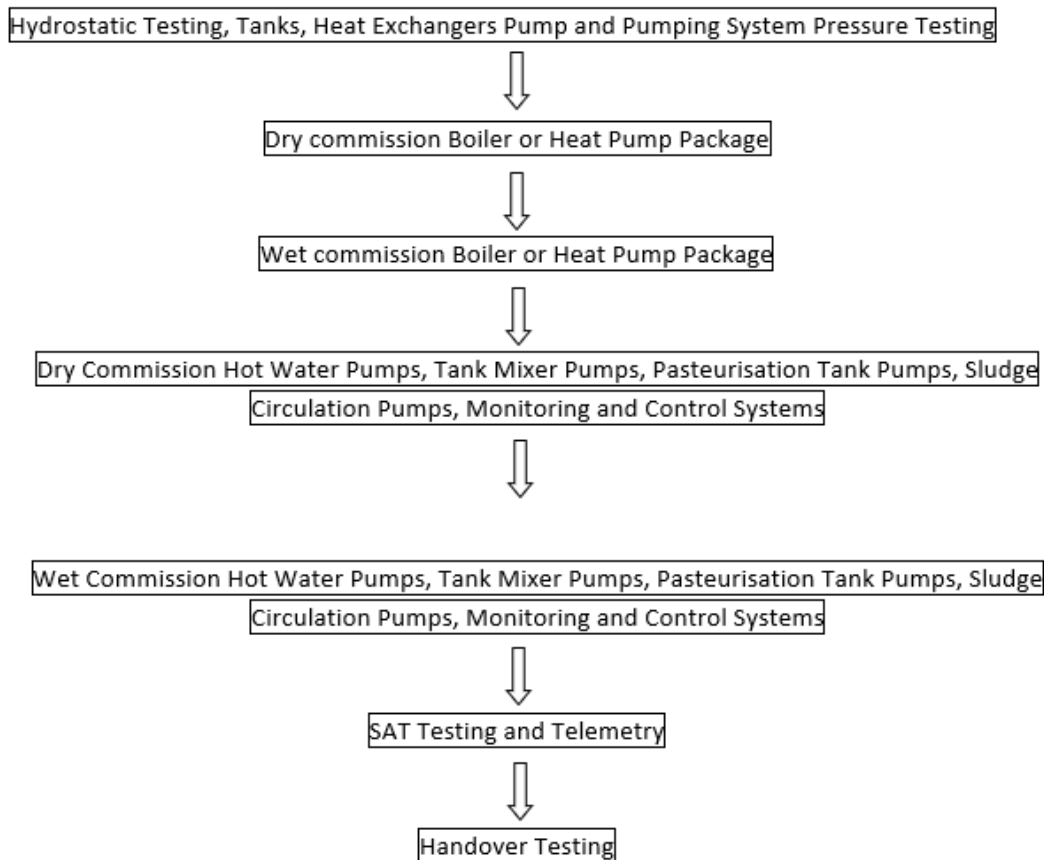 Hydrostatic Testing, Tanks, Heat Exchangers Pump and Pumping System Pressure Testing
Dry commission Boiler or Heat Pump Package
Wet commission Boiler or Heat Pump Package
Dry Commission Hot Water Pumps, Tank Mixer Pumps, Pasteurisation Tank Pumps, Sludge
Circulation Pumps, Monitoring and Control Systems
Wet Commission Hot Water Pumps, Tank Mixer Pumps, Pasteurisation Tank Pumps, Sludge
Circulation Pumps, Monitoring and Control Systems
SAT Testing and Telemetry
Handover Testing